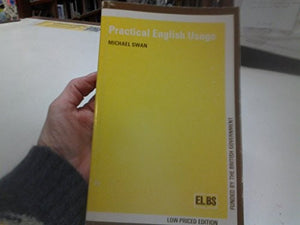 Practical English Usage
MICHAEL SWAN
FUNDED BY THE BRITISH GOVERNMENT
ELBS
LOW-PRICED EDITION